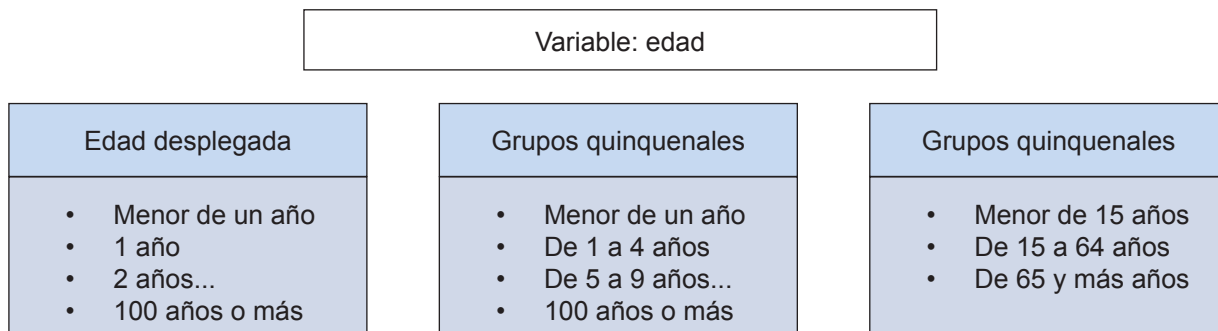 Variable: edad
Edad desplegada
• Menor de un año
• 1 año
• 2 años...
• 100 años o más
Grupos quinquenales
• Menor de un año
• De 1 a 4 años
• De 5 a 9 años...
• 100 años o más
Grupos quinquenales
• Menor de 15 años
• De 15 a 64 años
• De 65 y más años